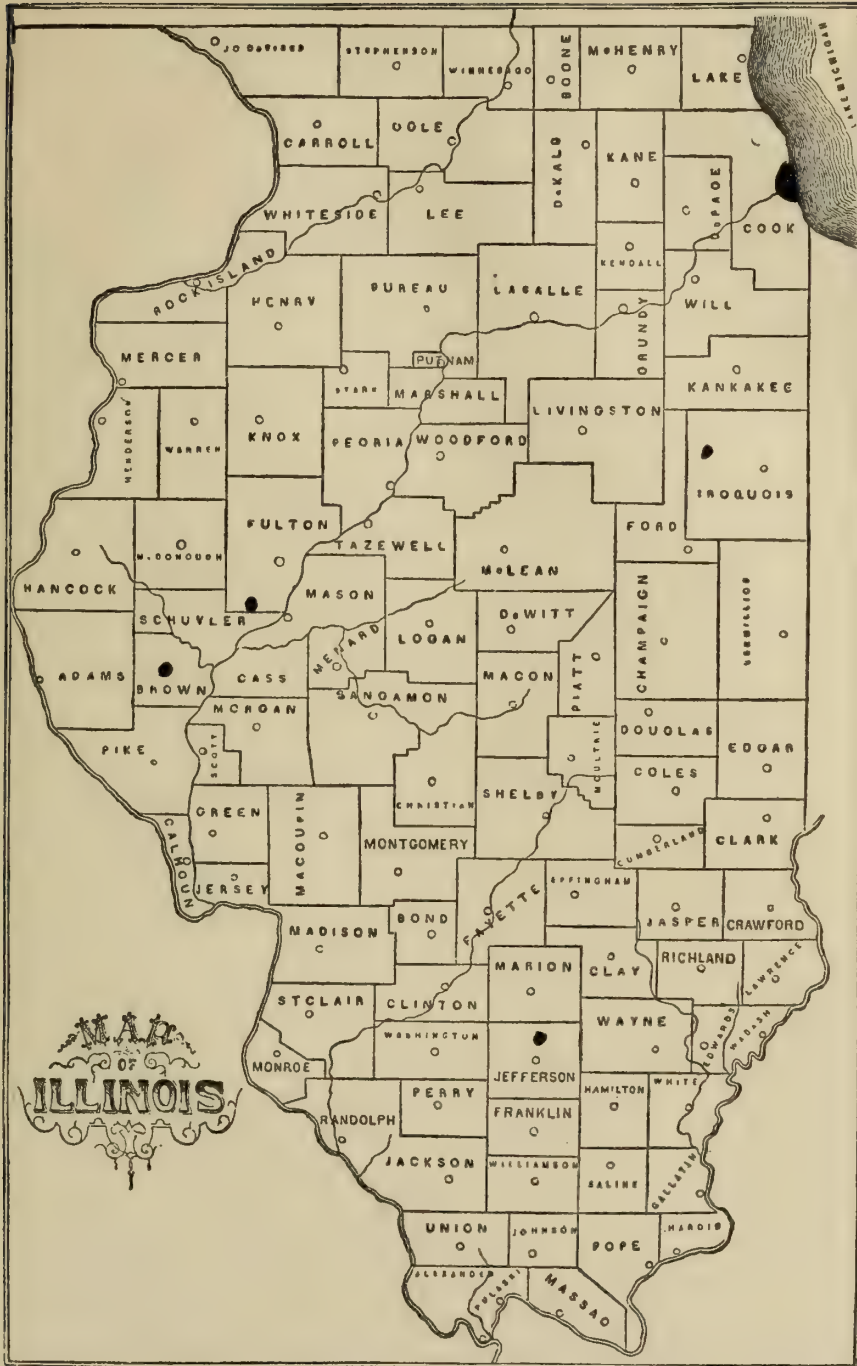 JO DAVIESS
STEPHENSON
WINNEBAGO
BOONE
McHENRY
LAKE
LAKE MICHIGAN
CARROLL
OGLE
DeKALB
KANE
DuPAGE
COOK
WHITESIDE
LEE
KENDALL
ROCK ISLAND
HENRY
BUREAU
LASALLE
GRUNDY
WILL
MERCER
PUTNAM
STARK
MARSHALL
KANKAKEE
HENDERSON
WARREN
KNOX
PEORIA
WOODFORD
LIVINGSTON
IROQUOIS
HANCOCK
McDONOUGH
FULTON
TAZEWELL
McLEAN
FORD
SCHUYLER
MASON
LOGAN
DeWITT
CHAMPAIGN
VERMILLION
ADAMS
BROWN
CASS
MENARD
SANGAMON
MACON
PIATT
PIKE
SCOTT
MORGAN
MOULTRIE
DOUGLAS
EDGAR
COLES
CHRISTIAN
SHELBY
CALHOUN
GREEN
MACOUPIN
MONTGOMERY
CUMBERLAND
CLARK
JERSEY
MADISON
BOND
FAYETTE
EFFINGHAM
JASPER
CRAWFORD
CLAY
RICHLAND
LAWRENCE
ST CLAIR
CLINTON
MARION
WAYNE
EDWARDS
WABASH
MONROE
WASHINGTON
JEFFERSON
RANDOLPH
PERRY
FRANKLIN
HAMILTON
WHITE
JACKSON
WILLIAMSON
SALINE
GALLATIN
UNION
JOHNSON
POPE
HARDIN
ALEXANDER
PULASKI
MASSAC
MAP
OF
ILLINOIS